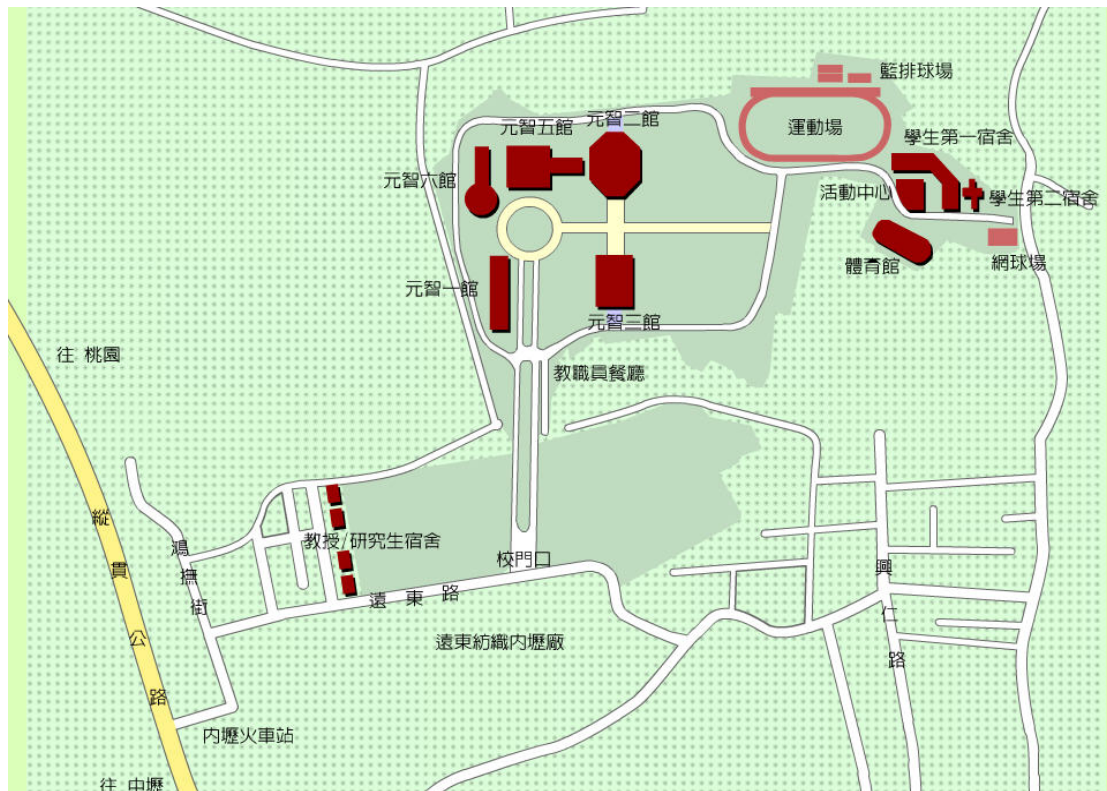 籃排球場
元智五館
元智二館
運動場
學生第一宿舍
元智六館
活動中心
學生第二宿舍
體育館
網球場
元智一館
元智三館
往 桃園
教職員餐廳
縱貫公路
鴻撫街
教授/研究生宿舍
校門口
興仁路
遠東路
遠東紡織内壢廠
内壢火車站
往 中壢